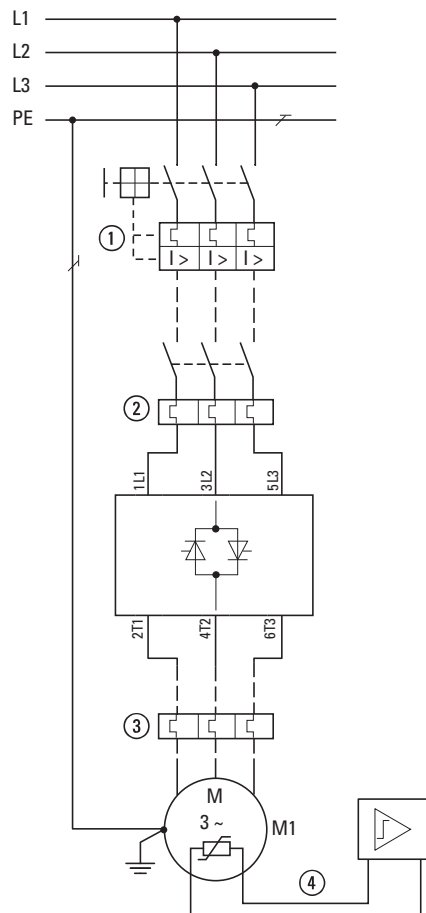 L1
L2
L3
PE
1
I > I > I >
2
1L1 3L2 5L3
2T1 4T2 6T3
3
M
3 ~
M1
4